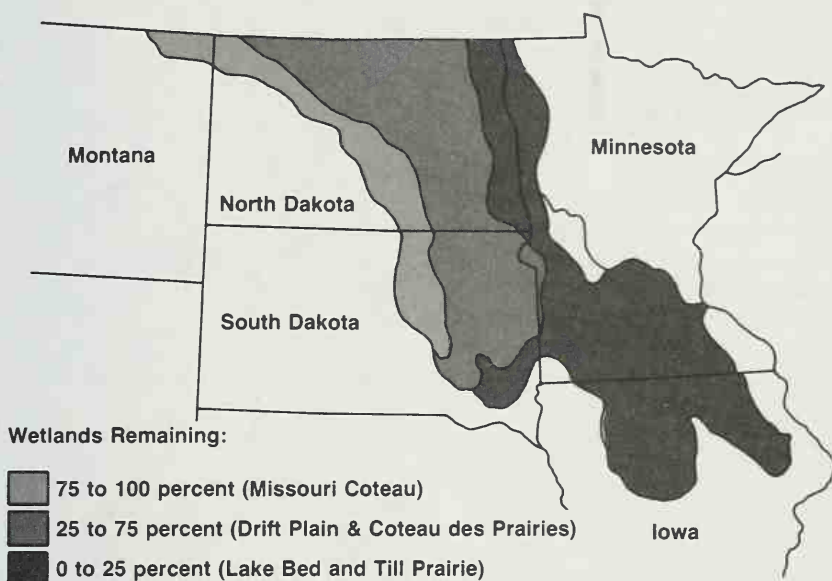 Montana
Minnesota
North Dakota
South Dakota
Wetlands Remaining:
75 to 100 percent (Missouri Coteau)
25 to 75 percent (Drift Plain & Coteau des Prairies)
Iowa
0 to 25 percent (Lake Bed and Till Prairie)